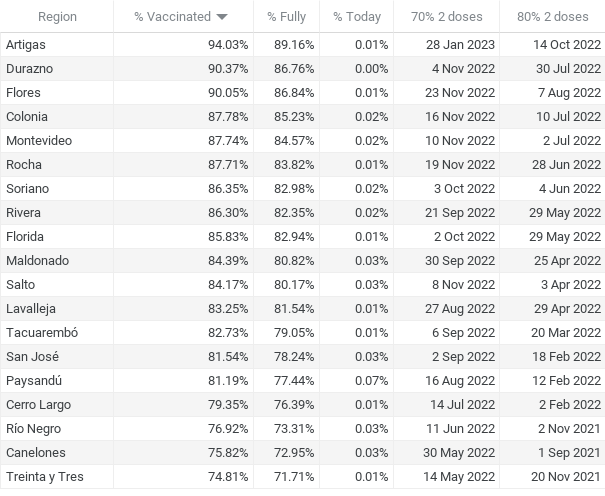 Region % Vaccinated % Fully % Today 70% 2 doses 80% 2 doses
Artigas 94.03% 89.16% 0.01% 28 Jan 2023 14 Oct 2022
Durazno 90.37% 86.76% 0.00% 4 Nov 2022 30 Jul 2022
Flores 90.05% 86.84% 0.01% 23 Nov 2022 7 Aug 2022
Colonia 87.78% 85.23% 0.02% 16 Nov 2022 10 Jul 2022
Montevideo 87.74% 84.57% 0.02% 10 Nov 2022 2 Jul 2022
Rocha 87.71% 83.82% 0.01% 19 Nov 2022 28 Jun 2022
Soriano 86.35% 82.98% 0.02% 3 Oct 2022 4 Jun 2022
Rivera 86.30% 82.35% 0.02% 21 Sep 2022 29 May 2022
Florida 85.83% 82.94% 0.01% 2 Oct 2022 29 May 2022
Maldonado 84.39% 80.82% 0.03% 30 Sep 2022 25 Apr 2022
Salto 84.17% 80.17% 0.03% 8 Nov 2022 3 Apr 2022
Lavalleja 83.25% 81.54% 0.01% 27 Aug 2022 29 Apr 2022
Tacuarembó 82.73% 79.05% 0.01% 6 Sep 2022 20 Mar 2022
San José 81.54% 78.24% 0.03% 2 Sep 2022 18 Feb 2022
Paysandú 81.19% 77.44% 0.07% 16 Aug 2022 12 Feb 2022
Cerro Largo 79.35% 76.39% 0.01% 14 Jul 2022 2 Feb 2022
Río Negro 76.92% 73.31% 0.03% 11 Jun 2022 2 Nov 2021
Canelones 75.82% 72.95% 0.03% 30 May 2022 1 Sep 2021
Treinta y Tres 74.81% 71.71% 0.01% 14 May 2022 20 Nov 2021